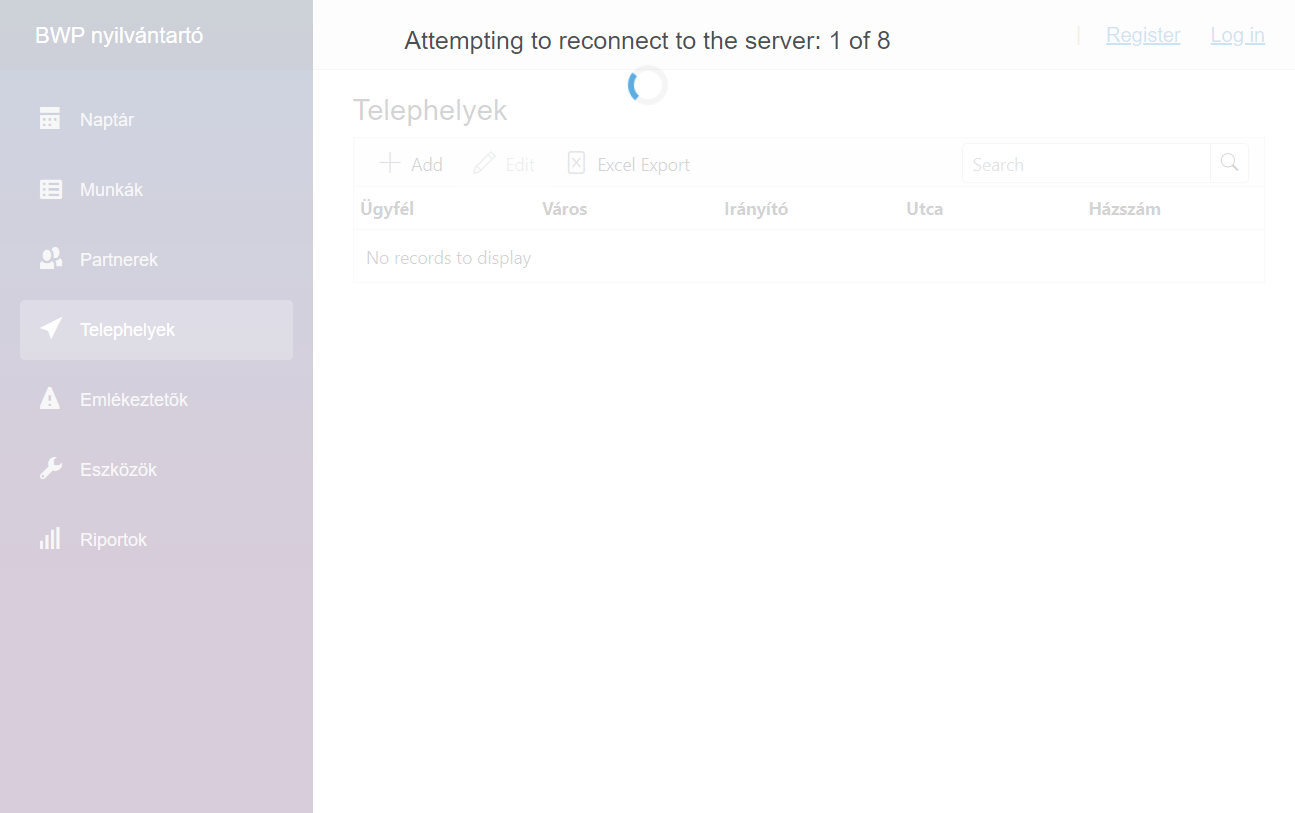 BWP nyilvántartó
Attempting to reconnect to the server: 1 of 8
| Register Log in
Naptár
Munkák
Partnerek
Telephelyek
Emlékeztetök
Eszközök
Riportok
Telephelyek
Add Edit Excel Export Search
Ügyfél Város Irányító Utca Házszám
No records to display